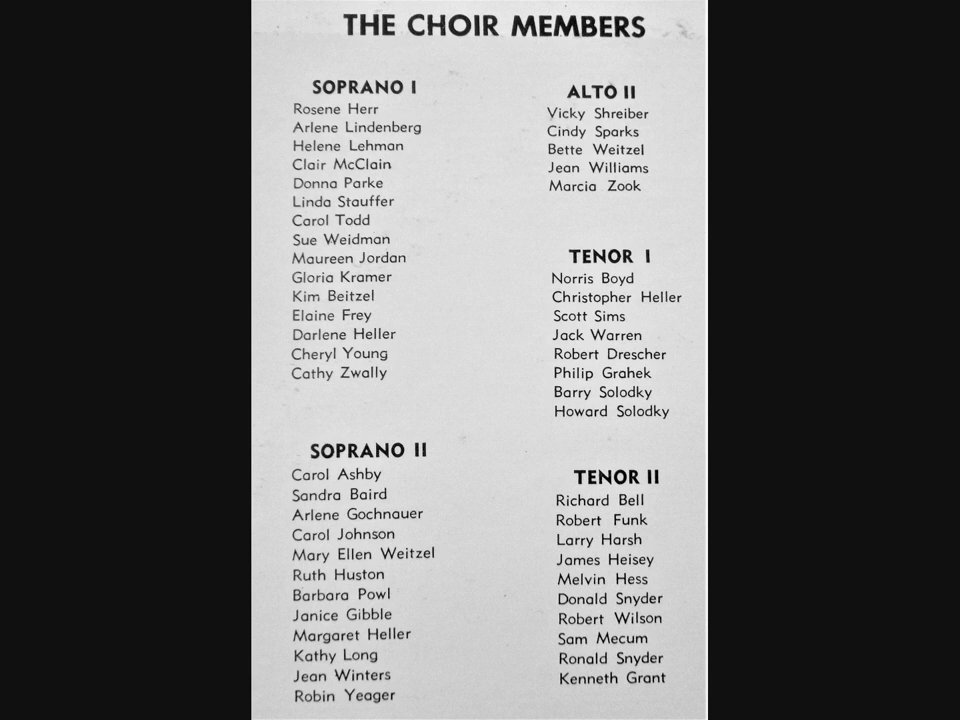 THE CHOIR MEMBERS
SOPRANO I
Rosene Herr
Arlene Lindenberg
Helene Lehman
Clair McClain
Donna Parke
Linda Stauffer
Carol Todd
Sue Weidman
Maureen Jordan
Gloria Kramer
Kim Beitzel
Elaine Frey
Darlene Heller
Cheryl Young
Cathy Zwally
SOPRANO II
Carol Ashby
Sandra Baird
Arlene Gochnauer
Carol Johnson
Mary Ellen Weitzel
Ruth Huston
Barbara Powl
Janice Gibble
Margaret Heller
Kathy Long
Jean Winters
Robin Yeager
ALTO II
Vicky Shreiber
Cindy Sparks
Bette Weitzel
Jean Williams
Marcia Zook
TENOR I
Norris Boyd
Christopher Heller
Scott Sims
Jack Warren
Robert Drescher
Philip Grahek
Barry Solodky
Howard Solodky
TENOR II
Richard Bell
Robert Funk
Larry Harsh
James Heisey
Melvin Hess
Donald Snyder
Robert Wilson
Sam Mecum
Ronald Snyder
Kenneth Grant